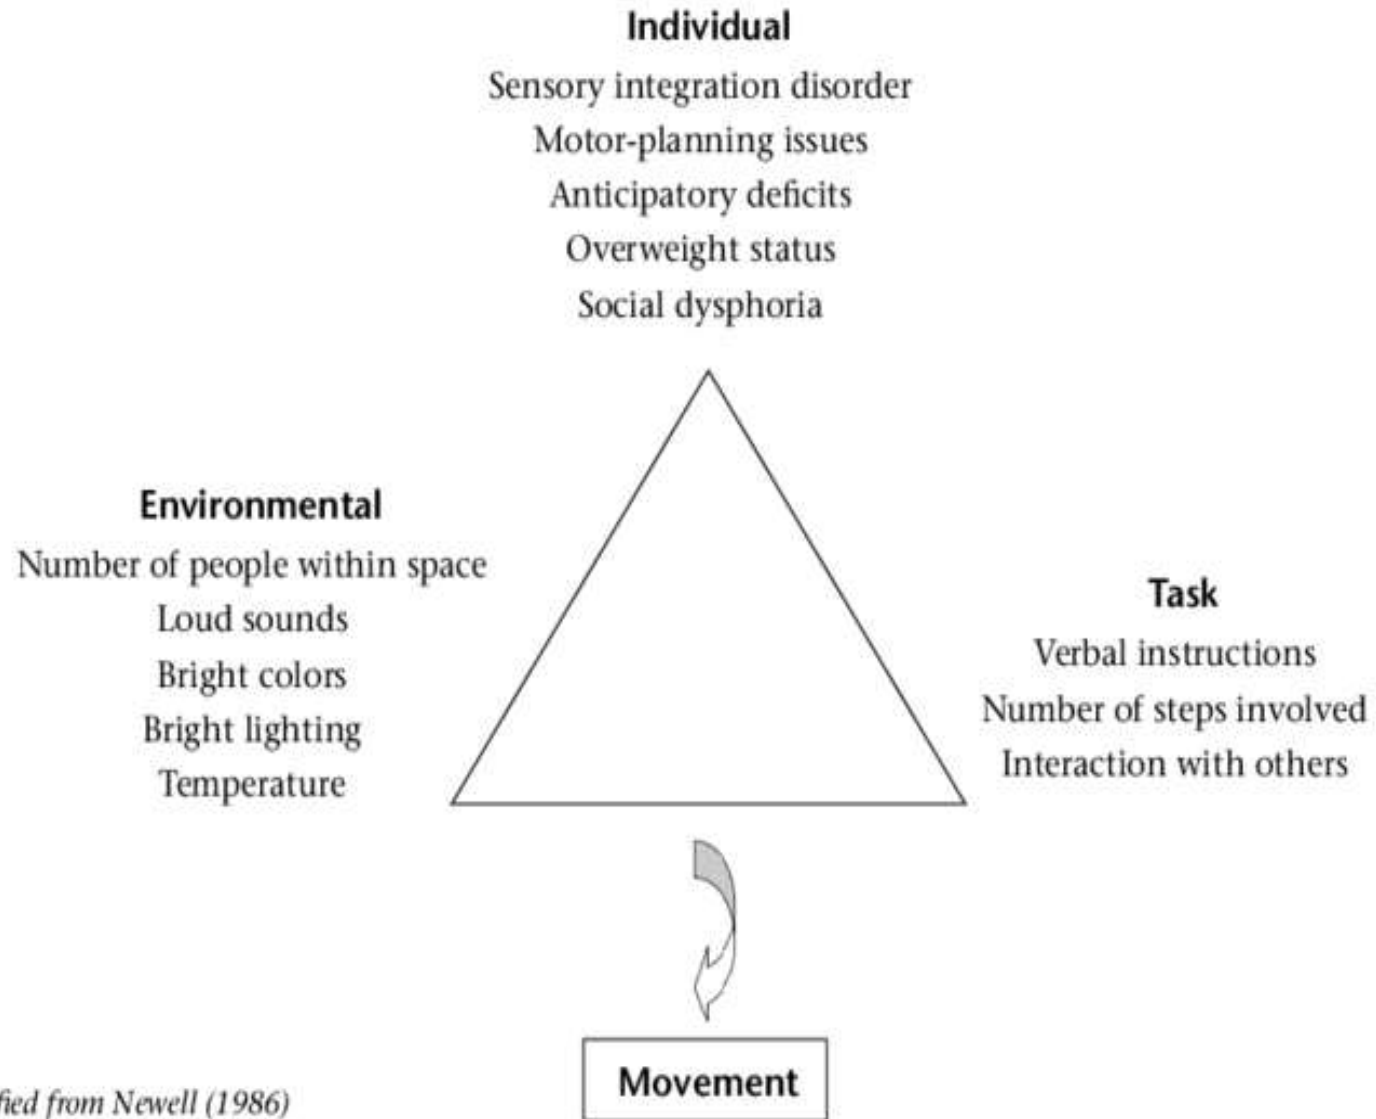 Individual
Sensory integration disorder
Motor-planning issues
Anticipatory deficits
Overweight status
Social dysphoria
Environmental
Number of people within space
Loud sounds
Bright colors
Bright lighting
Temperature
Task
Verbal instructions
Number of steps involved
Interaction with others
Movement
from Newell (1986)